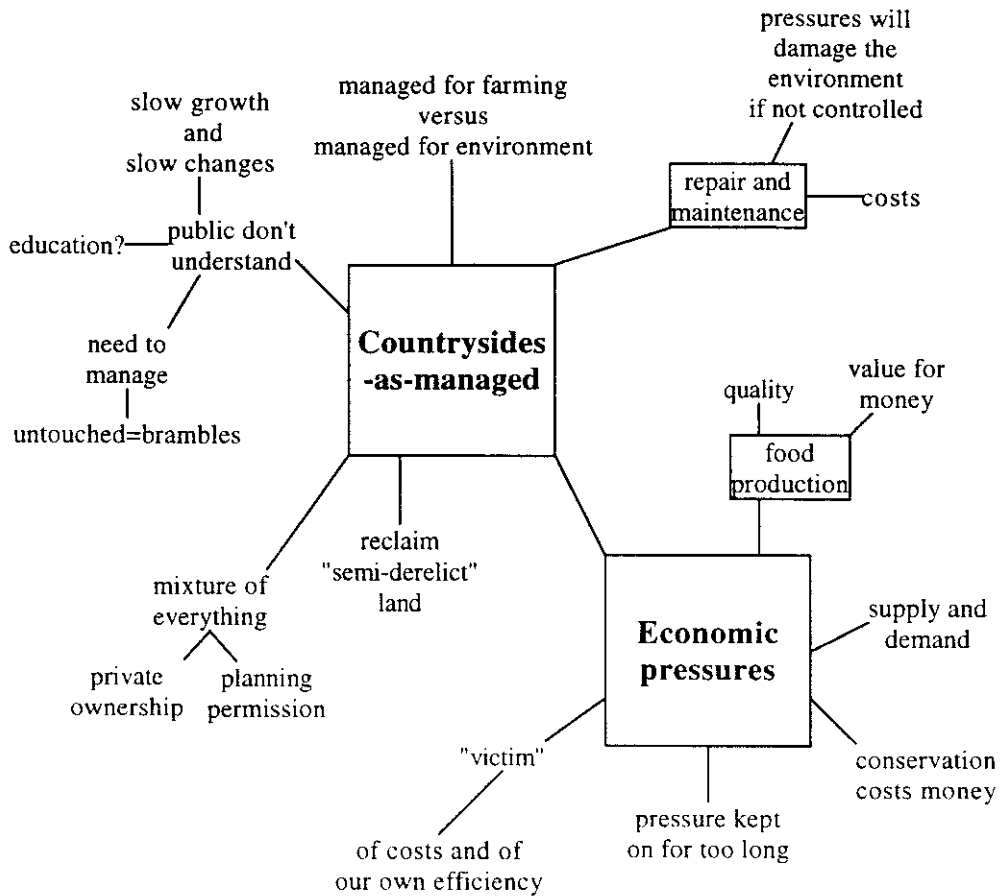 pressures will
damage the
environment
if not controlled
managed for farming
versus
managed for environment
slow growth
and
slow changes
repair and
maintenance
costs
education?
public don't
understand
need to
manage
untouched=brambles
Countrysides
-as-managed
quality
value for
money
food
production
reclaim
"semi-derelict"
land
mixture of
everything
private
ownership
planning
permission
Economic
pressures
supply and
demand
"victim"
conservation
costs money
pressure kept
on for too long
of costs and of
our own efficiency